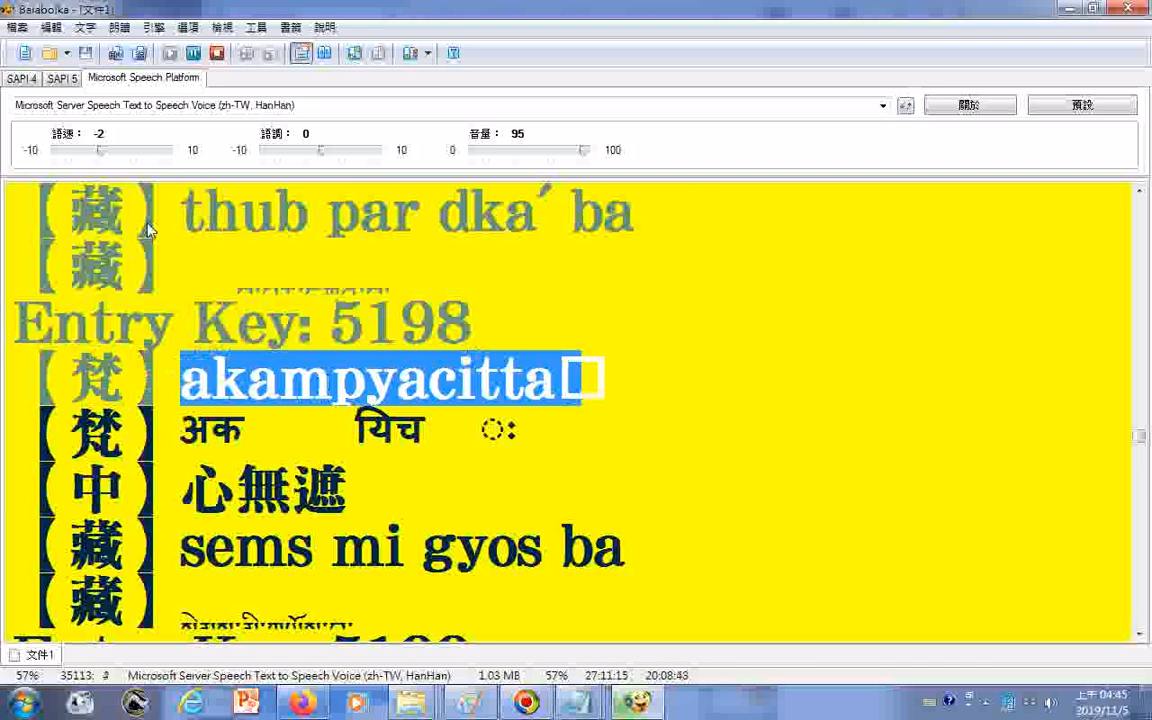 Balabolka - [文件1]
檔案 編輯 文字 朗讀 引擎 選項 檢視 工具 書籤 說明
SAPI 4 SAPI 5 Microsoft Speech Platform
Microsoft Server Speech Text to Speech Voice (zh-TW, HanHan) 關於 預設
語速： -2 語調： 0 音量： 95
-10 10 -10 10 0 100
【藏】 thub par dka´ ba
【藏】
Entry Key: 5198
【梵】 akampyacitta□
【梵】 अक यिच ः
【中】 心無遮
【藏】 sems mi gyos ba
【藏】
文件1
57% 35113: # Microsoft Server Speech Text to Speech Voice (zh-TW, HanHan) 1.03 MB 57% 27:11:15 20:08:43
上午 04:45
2019/11/5